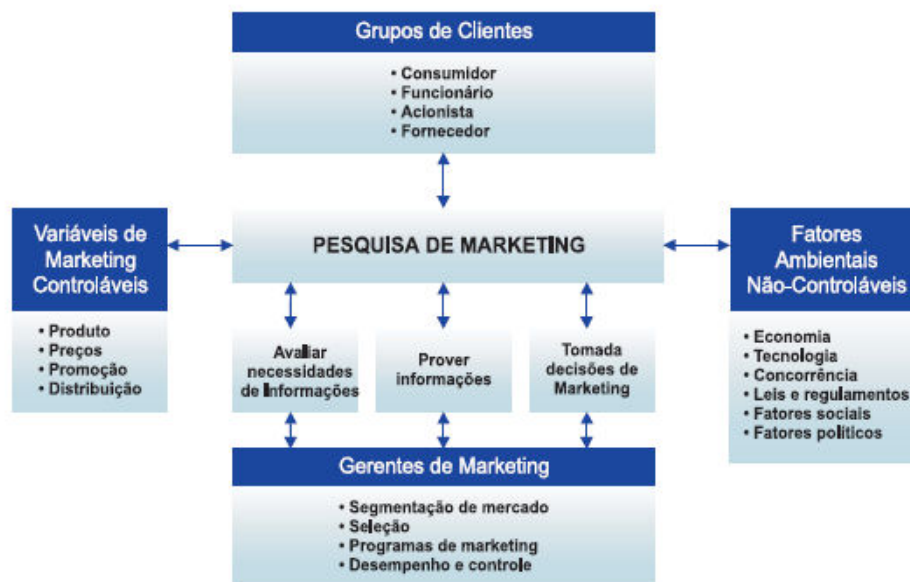 Grupos de Clientes
• Consumidor
• Funcionário
• Acionista
• Fornecedor
Variáveis de
Marketing
Controláveis
• Produto
• Preços
• Promoção
• Distribuição
PESQUISA DE MARKETING
Fatores
Ambientais
Não-Controláveis
• Economia
• Tecnologia
• Concorrência
• Leis e regulamentos
• Fatores sociais
• Fatores políticos
Avaliar
necessidades
de Informações
Prover
informações
Tomada
decisões de
Marketing
Gerentes de Marketing
• Segmentação de mercado
• Seleção
• Programas de marketing
• Desempenho e controle